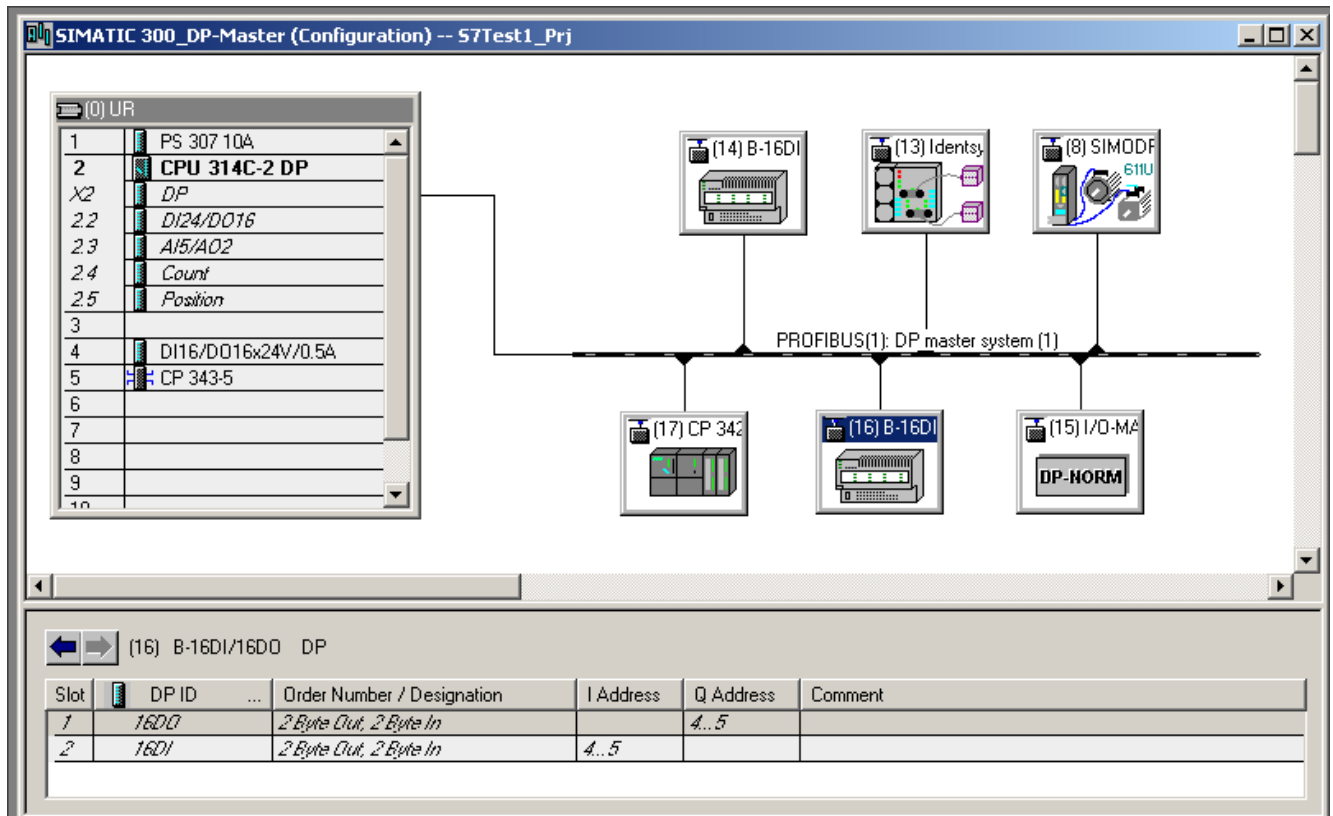 SIMATIC 300_DP-Master (Configuration) -- S7Test1_Prj
(0) UR
1 PS 307 10A
2 CPU 314C-2 DP
X2 DP
2.2 DI24/DO16
2.3 AI5/AO2
2.4 Count
2.5 Position
3
4 DI16/DO16x24V/0.5A
5 CP 343-5
6
7
8
9
10
(14) B-16DI
(13) Identsy
(8) SIMODR
611U
PROFIBUS(1): DP master system (1)
(17) CP 342
(16) B-16DI
(15) I/O-MA
DP-NORM
(16) B-16DI/16DO DP
Slot DP ID ... Order Number / Designation I Address Q Address Comment
1 16DO 2 Byte Out, 2 Byte In 4...5
2 16DI 2 Byte Out, 2 Byte In 4...5